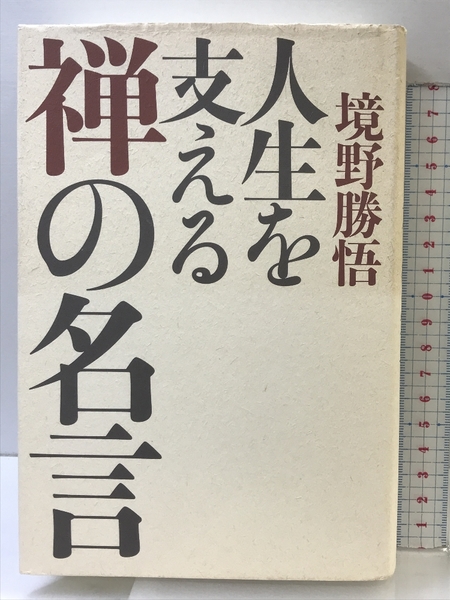 境野勝悟
人生を
支える
禅の名言